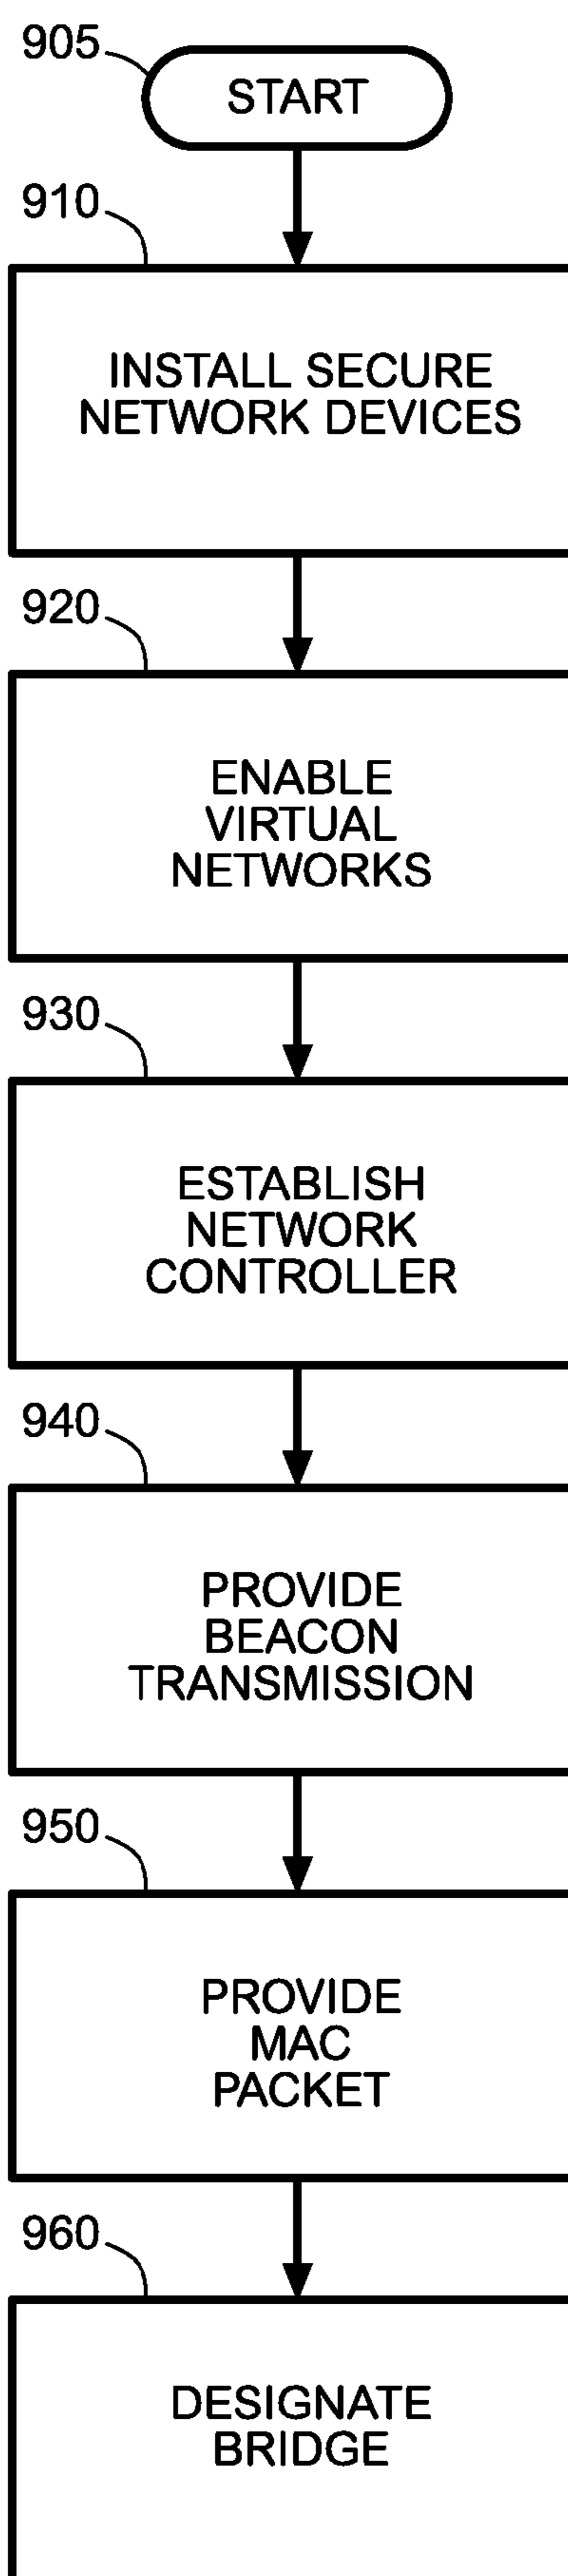 905
START
910
INSTALL SECURE
NETWORK DEVICES
920
ENABLE
VIRTUAL
NETWORKS
930
ESTABLISH
NETWORK
CONTROLLER
940
PROVIDE
BEACON
TRANSMISSION
950
PROVIDE
MAC
PACKET
960
DESIGNATE
BRIDGE